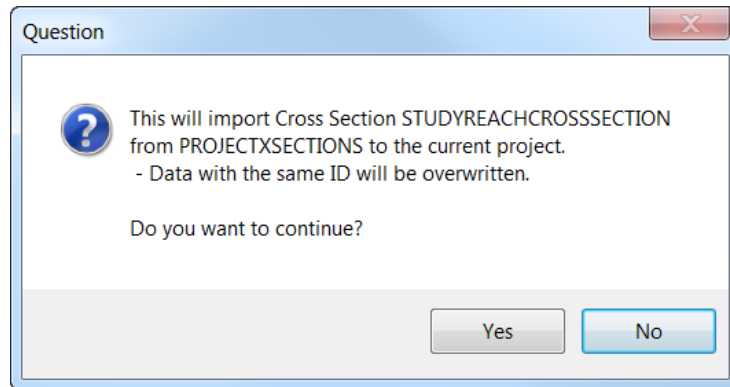 Question
This will import Cross Section STUDYREACHCROSSSECTION
from PROJECTXSECTIONS to the current project.
- Data with the same ID will be overwritten.
Do you want to continue?
Yes No